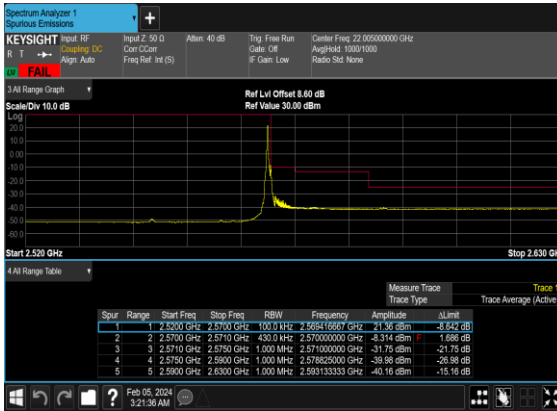 Spectrum Analyzer 1
Spurious Emissions
+
KEYSIGHT Input: RF Input Z: 50 Ω Atten: 40 dB Trig: Free Run Center Freq: 22.005000000 GHz
R T Coupling: DC Corr CCorr Gate: Off Avg|Hold: 1000/1000
Align: Auto Freq Ref: Int (S) IF Gain: Low Radio Std: None
FAIL
3 All Range Graph
Ref Lvl Offset 8.60 dB
Scale/Div 10.0 dB Ref Value 30.00 dBm
Log
20.0
10.0
0.00
-10.0
-20.0
-30.0
-40.0
-50.0
-60.0
Start 2.520 GHz Stop 2.630 GH
4 All Range Table
Measure Trace Trace 1
Trace Type Trace Average (Active
Spur Range Start Freq Stop Freq RBW Frequency Amplitude ΔLimit
1 1 2.5200 GHz 2.5700 GHz 100.0 kHz 2.569416667 GHz 21.36 dBm -8.642 dB
2 2 2.5700 GHz 2.5710 GHz 430.0 kHz 2.570000000 GHz -8.314 dBm F 1.686 dB
3 3 2.5710 GHz 2.5750 GHz 1.000 MHz 2.571000000 GHz -31.75 dBm -21.75 dB
4 4 2.5750 GHz 2.5900 GHz 1.000 MHz 2.578825000 GHz -39.98 dBm -26.98 dB
5 5 2.5900 GHz 2.6300 GHz 1.000 MHz 2.593133333 GHz -40.16 dBm -15.16 dB
?
Feb 05, 2024
3:21:36 AM